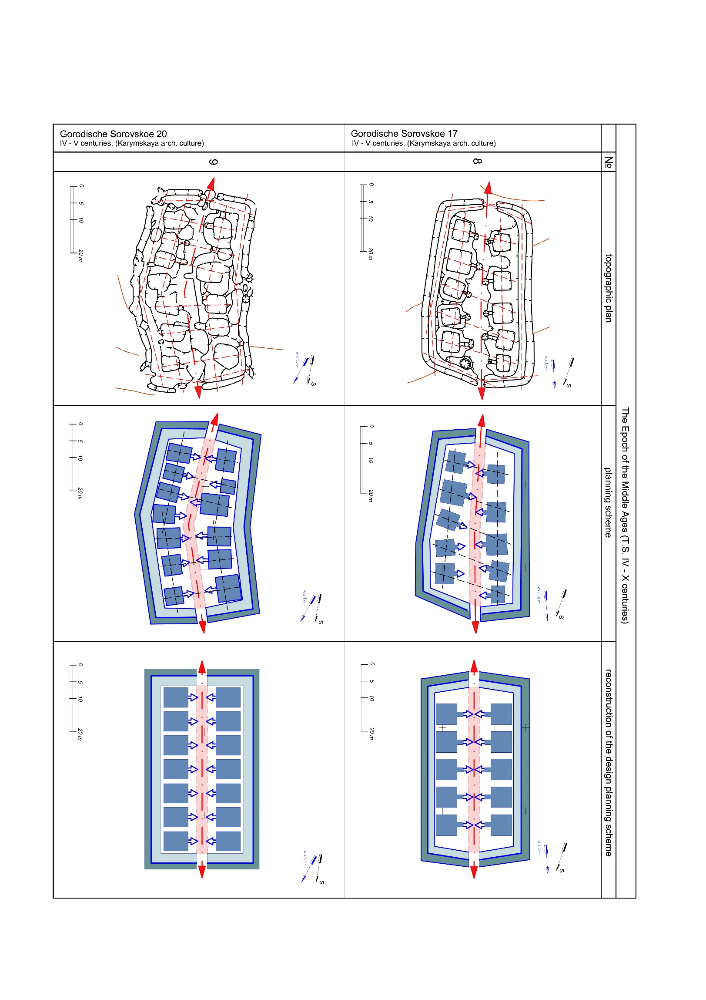 The Epoch of the Middle Ages (T.S. IV - X centuries)
№
topographic plan
planning scheme
reconstruction of the design planning scheme
Gorodische Sorovskoe 17
IV - V centuries. (Karymskaya arch. culture)
8
0 5 10 20 m
water
S
0 5 10 20 m
water
S
0 5 10 20 m
water
S
Gorodische Sorovskoe 20
IV - V centuries. (Karymskaya arch. culture)
9
0 5 10 20 m
water
S
0 5 10 20 m
water
S
0 5 10 20 m
water
S